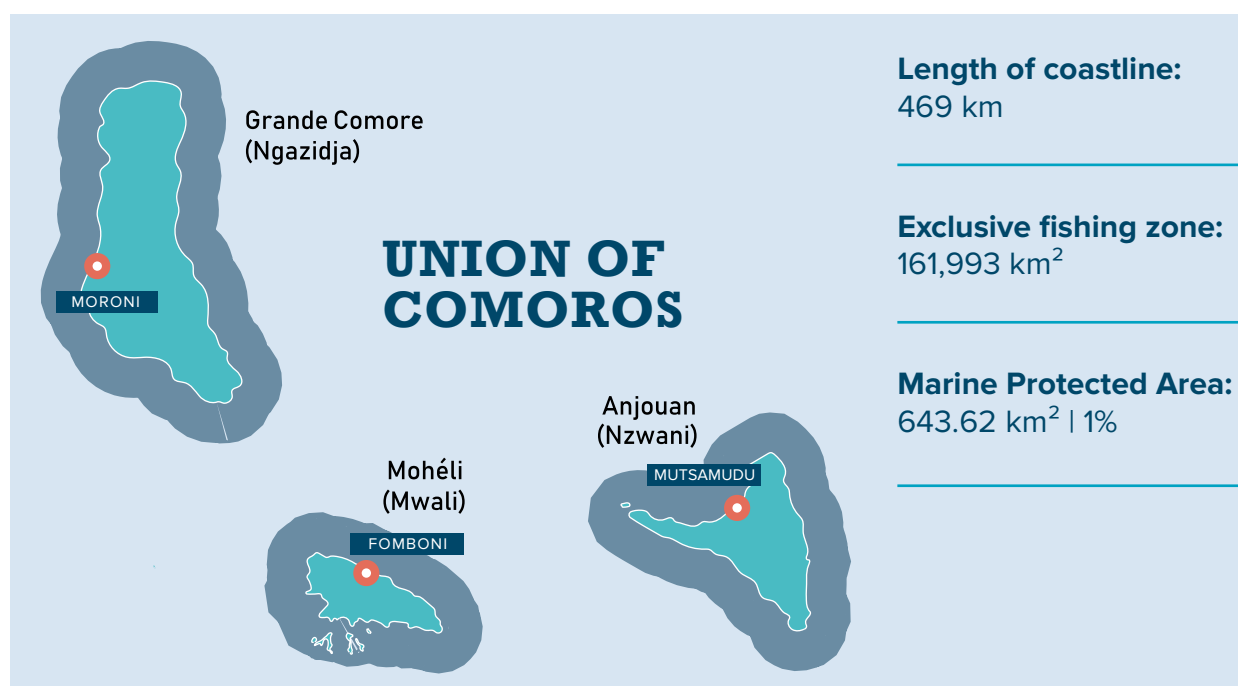 Grande Comore
(Ngazidja)
MORONI
UNION OF
COMOROS
Anjouan
(Nzwani)
MUTSAMUDU
Mohéli
(Mwali)
FOMBONI
Length of coastline:
469 km
Exclusive fishing zone:
161,993 km²
Marine Protected Area:
643.62 km² | 1%